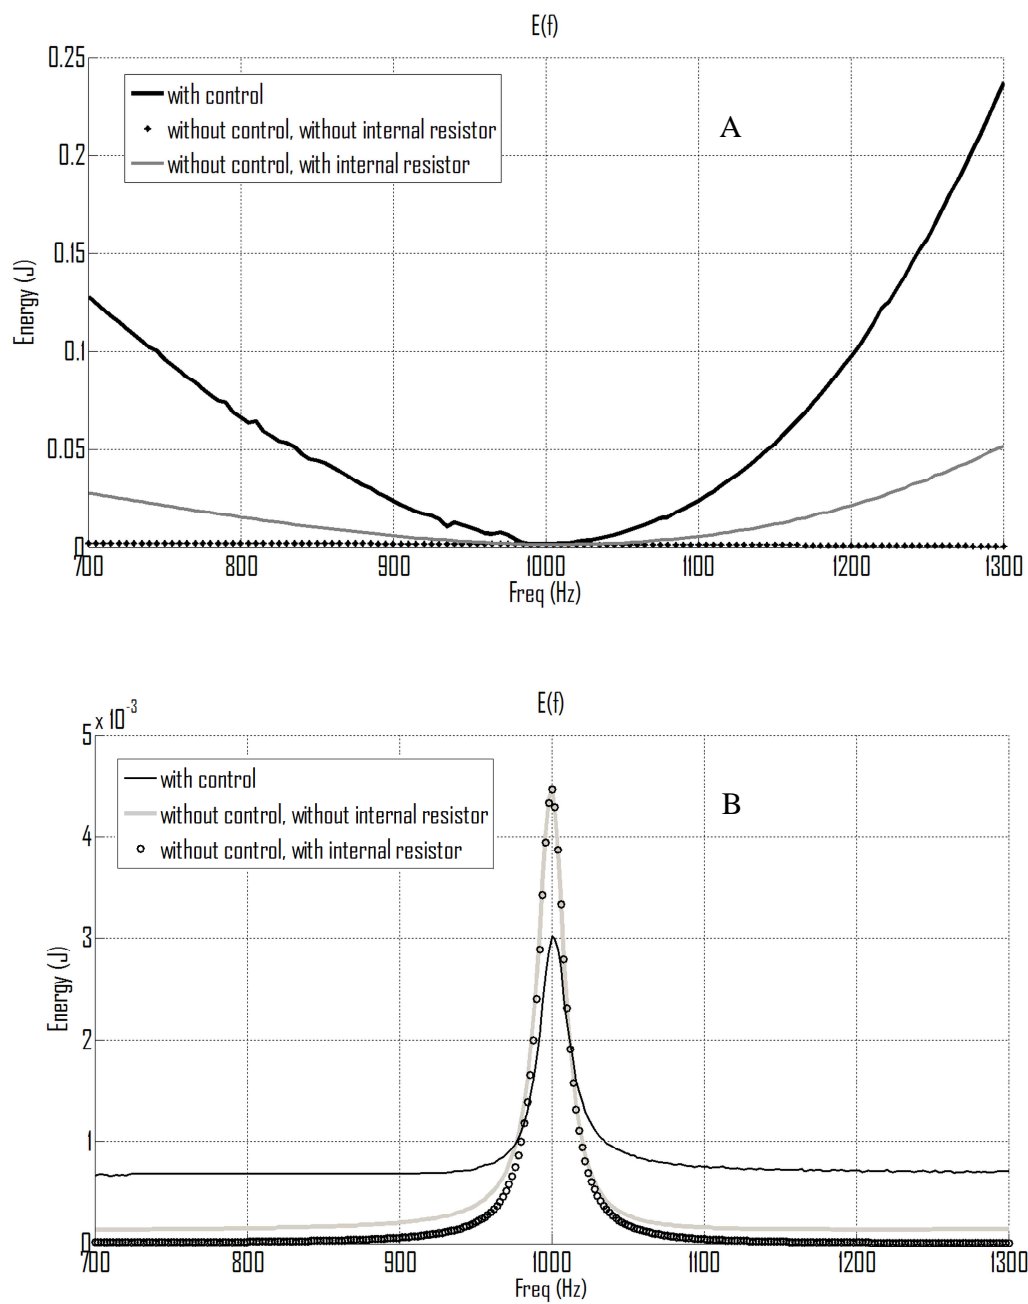 E(f)
0.25
with control
without control, without internal resistor
without control, with internal resistor
A
0.2
0.15
0.1
0.05
0
Energy (J)
700 800 900 1000 1100 1200 1300
Freq (Hz)
E(f)
5 x 10^-3
with control
without control, without internal resistor
without control, with internal resistor
B
4
3
2
1
0
Energy (J)
700 800 900 1000 1100 1200 1300
Freq (Hz)